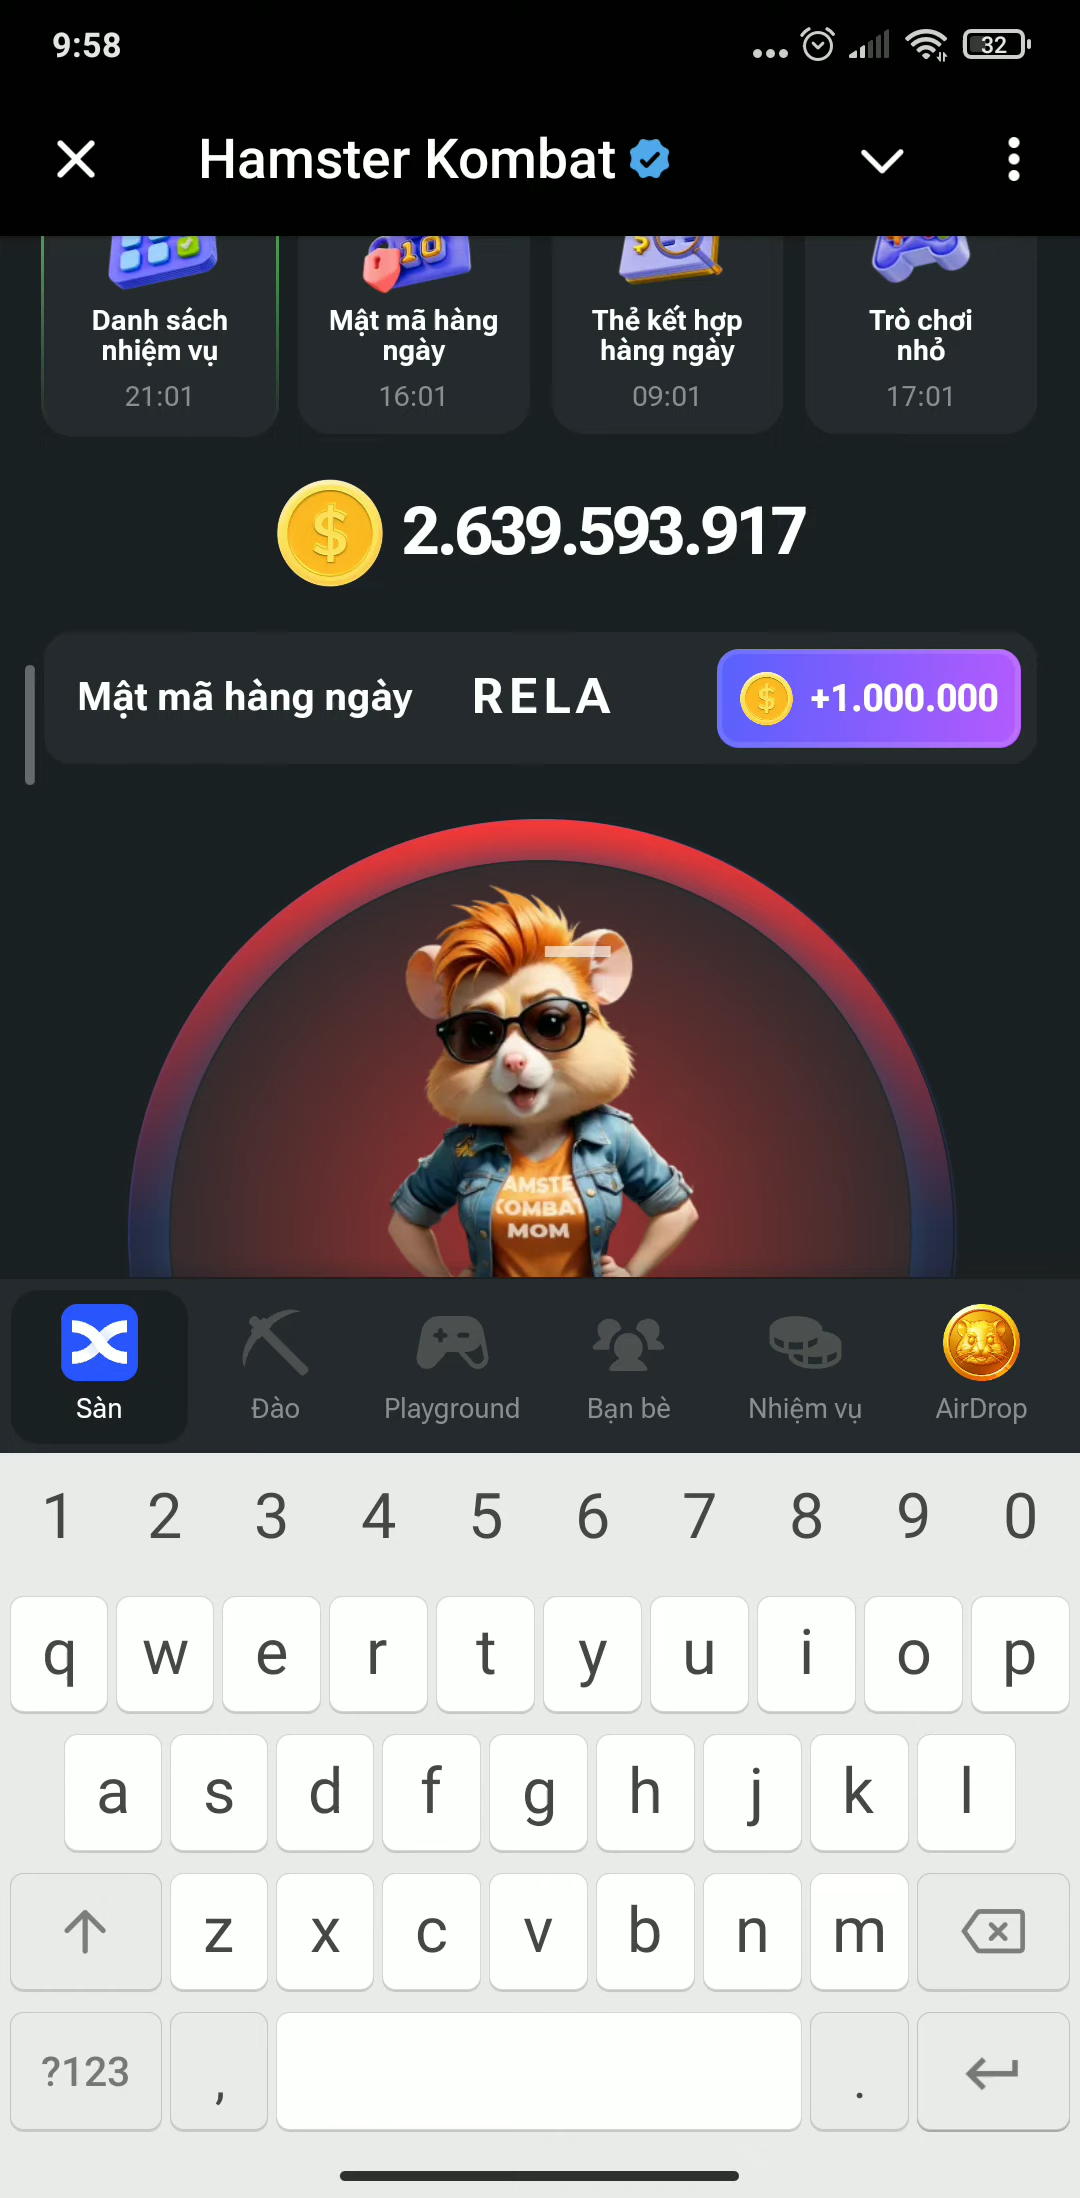 9:58
32
Hamster Kombat
Danh sách
nhiệm vụ
21:01
Mật mã hàng
ngày
16:01
Thẻ kết hợp
hàng ngày
09:01
Trò chơi
nhỏ
17:01
2.639.593.917
Mật mã hàng ngày RELA +1.000.000
AMSTE
KOMBAT
MOM
Sàn
Đào
Playground
Bạn bè
Nhiệm vụ
AirDrop
1 2 3 4 5 6 7 8 9 0
q w e r t y u i o p
a s d f g h j k l
z x c v b n m
?123 , .